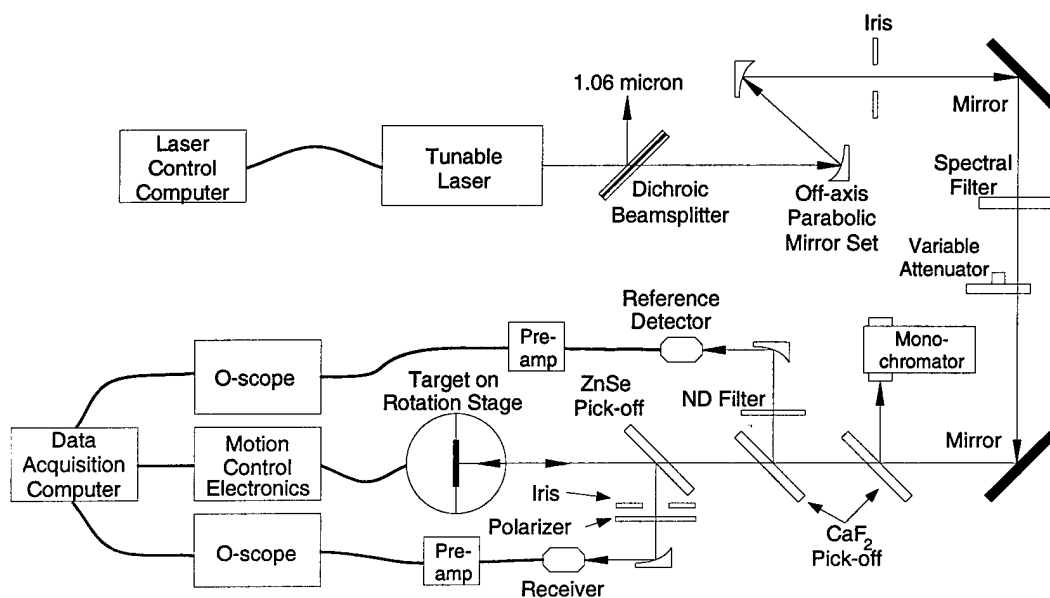 Iris
1.06 micron
Mirror
Laser
Control
Computer
Tunable
Laser
Dichroic
Beamsplitter
Off-axis
Parabolic
Mirror Set
Spectral
Filter
Variable
Attenuator
Reference
Detector
Pre-
amp
Mono-
chromator
O-scope
Target on
Rotation Stage
ZnSe
Pick-off
ND Filter
Data
Acquisition
Computer
Motion
Control
Electronics
Mirror
Iris
Polarizer
CaF2
Pick-off
O-scope
Pre-
amp
Receiver